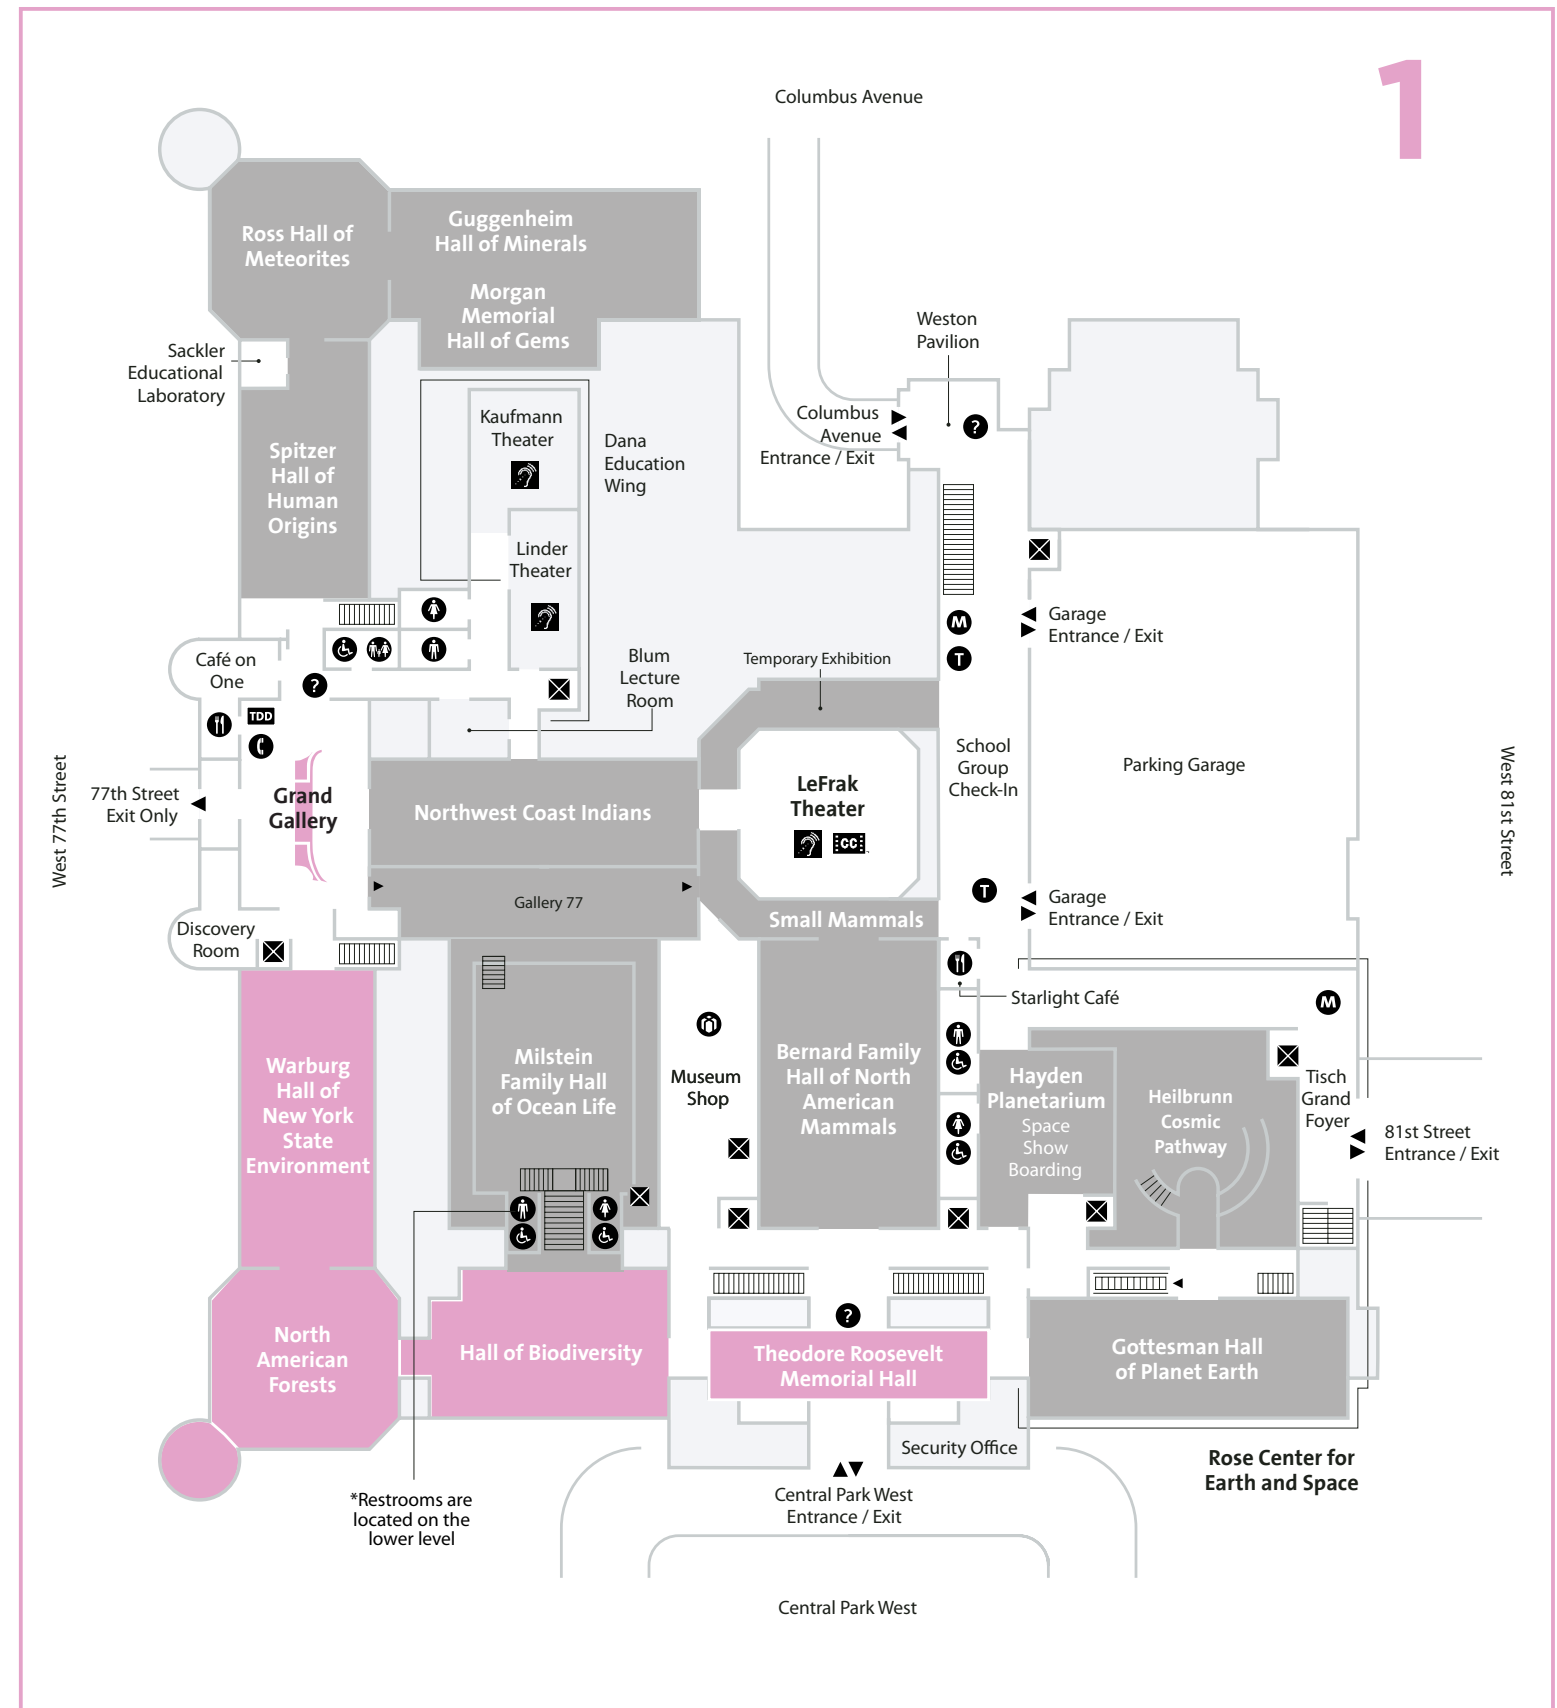 1
Columbus Avenue
Ross Hall of
Meteorites
Guggenheim
Hall of Minerals
Morgan
Memorial
Hall of Gems
Weston
Pavilion
Sackler
Educational
Laboratory
Columbus
Avenue
Entrance / Exit
?
Kaufmann
Theater
Dana
Education
Wing
Spitzer
Hall of
Human
Origins
Linder
Theater
M
T
Garage
Entrance / Exit
Café on
One
?
Blum
Lecture
Room
Temporary Exhibition
TDD
School
Group
Check-In
Parking Garage
West 77th Street
77th Street
Exit Only
Grand
Gallery
Northwest Coast Indians
LeFrak
Theater
CC
West 81st Street
Gallery 77
T
Garage
Entrance / Exit
Small Mammals
Discovery
Room
Starlight Café
M
Warburg
Hall of
New York
State
Environment
Milstein
Family Hall
of Ocean Life
Museum
Shop
Bernard Family
Hall of North
American
Mammals
Hayden
Planetarium
Space
Show
Boarding
Heilbrunn
Cosmic
Pathway
Tisch
Grand
Foyer
81st Street
Entrance / Exit
North
American
Forests
Hall of Biodiversity
?
Theodore Roosevelt
Memorial Hall
Gottesman Hall
of Planet Earth
Security Office
Rose Center for
Earth and Space
*Restrooms are
located on the
lower level
Central Park West
Entrance / Exit
Central Park West